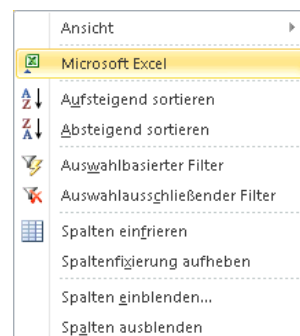 Ansicht
Microsoft Excel
Aufsteigend sortieren
Absteigend sortieren
Auswahlbasierter Filter
Auswahlausschließender Filter
Spalten einfrieren
Spaltenfixierung aufheben
Spalten einblenden...
Spalten ausblenden